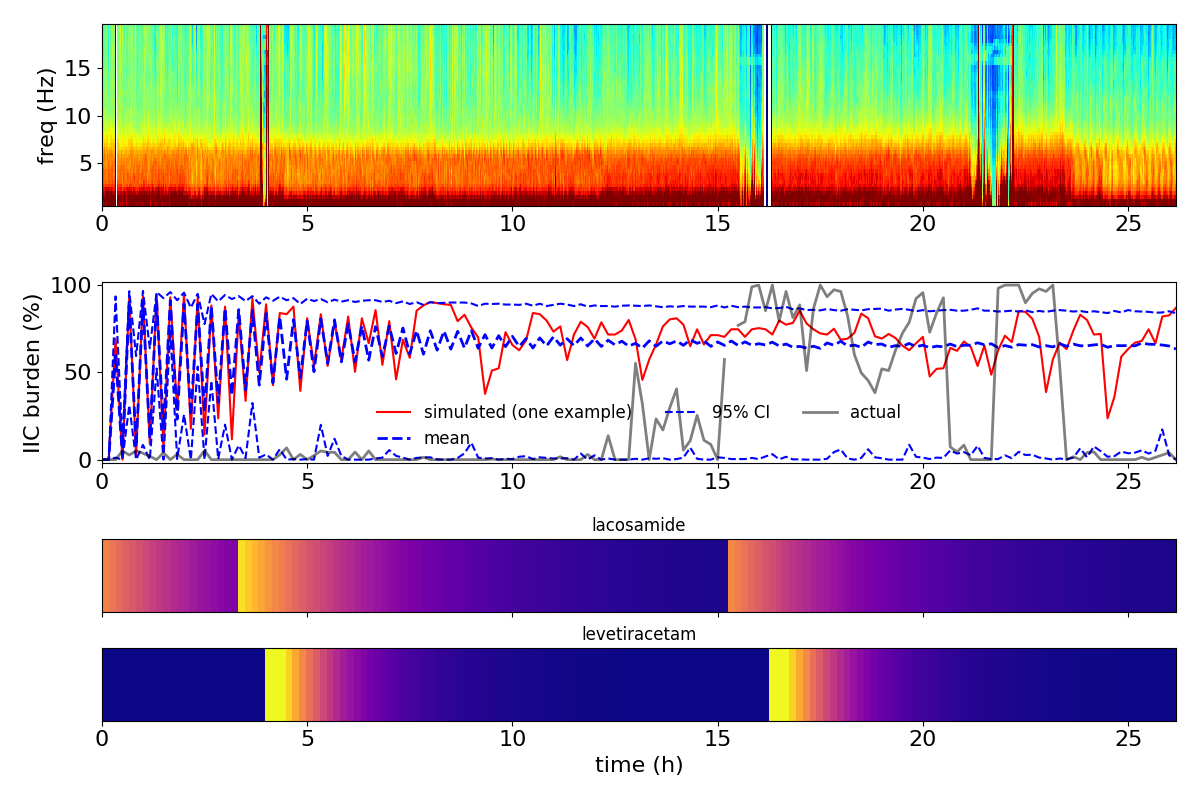 freq (Hz)
15
10
5
0 5 10 15 20 25
IIC burden (%)
100
50
0
simulated (one example) 95% CI actual
mean
0 5 10 15 20 25
lacosamide
levetiracetam
0 5 10 15 20 25
time (h)